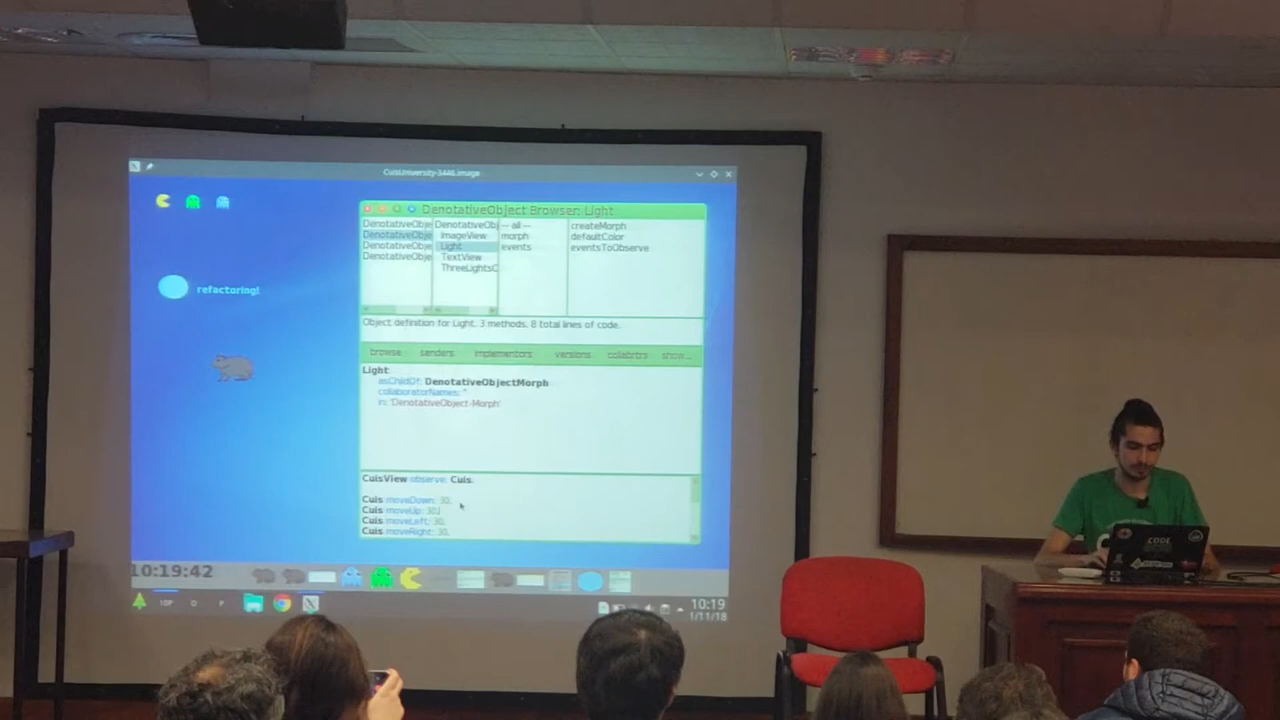 CuisUniversity-3446.image
DenotativeObject Browser: Light
DenotativeObje
DenotativeObje
DenotativeObje
DenotativeObje
DenotativeObj
ImageView
Light
TextView
ThreeLightsC
-- all --
morph
events
createMorph
defaultColor
eventsToObserve
refactoring!
Object definition for Light. 3 methods. 8 total lines of code.
browse senders implementors versions colabrtrs show...
Light
asChildOf: DenotativeObjectMorph
collaboratorNames: ''
in: 'DenotativeObject-Morph'
CuisView observe: Cuis.
Cuis moveDown: 30.
Cuis moveUp: 30.
Cuis moveLeft: 30.
Cuis moveRight: 30.
10:19:42
10:19
1/11/18
CODE